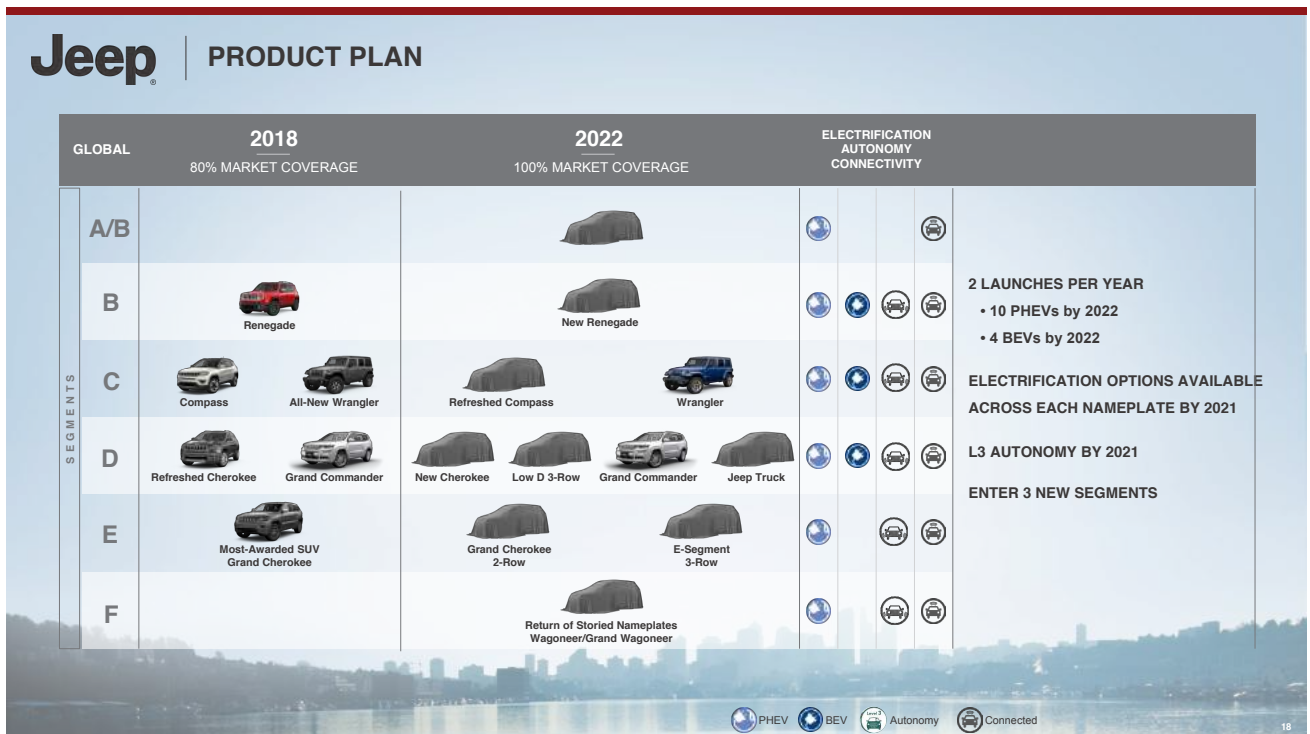 Jeep
PRODUCT PLAN
GLOBAL
2018
80% MARKET COVERAGE
2022
100% MARKET COVERAGE
ELECTRIFICATION
AUTONOMY
CONNECTIVITY
SEGMENTS
A/B
B
Renegade
New Renegade
C
Compass
All-New Wrangler
Refreshed Compass
Wrangler
D
Refreshed Cherokee
Grand Commander
New Cherokee
Low D 3-Row
Grand Commander
Jeep Truck
E
Most-Awarded SUV
Grand Cherokee
Grand Cherokee
2-Row
E-Segment
3-Row
F
Return of Storied Nameplates
Wagoneer/Grand Wagoneer
2 LAUNCHES PER YEAR
• 10 PHEVs by 2022
• 4 BEVs by 2022
ELECTRIFICATION OPTIONS AVAILABLE
ACROSS EACH NAMEPLATE BY 2021
L3 AUTONOMY BY 2021
ENTER 3 NEW SEGMENTS
PHEV
BEV
Level 3
Autonomy
Connected
18